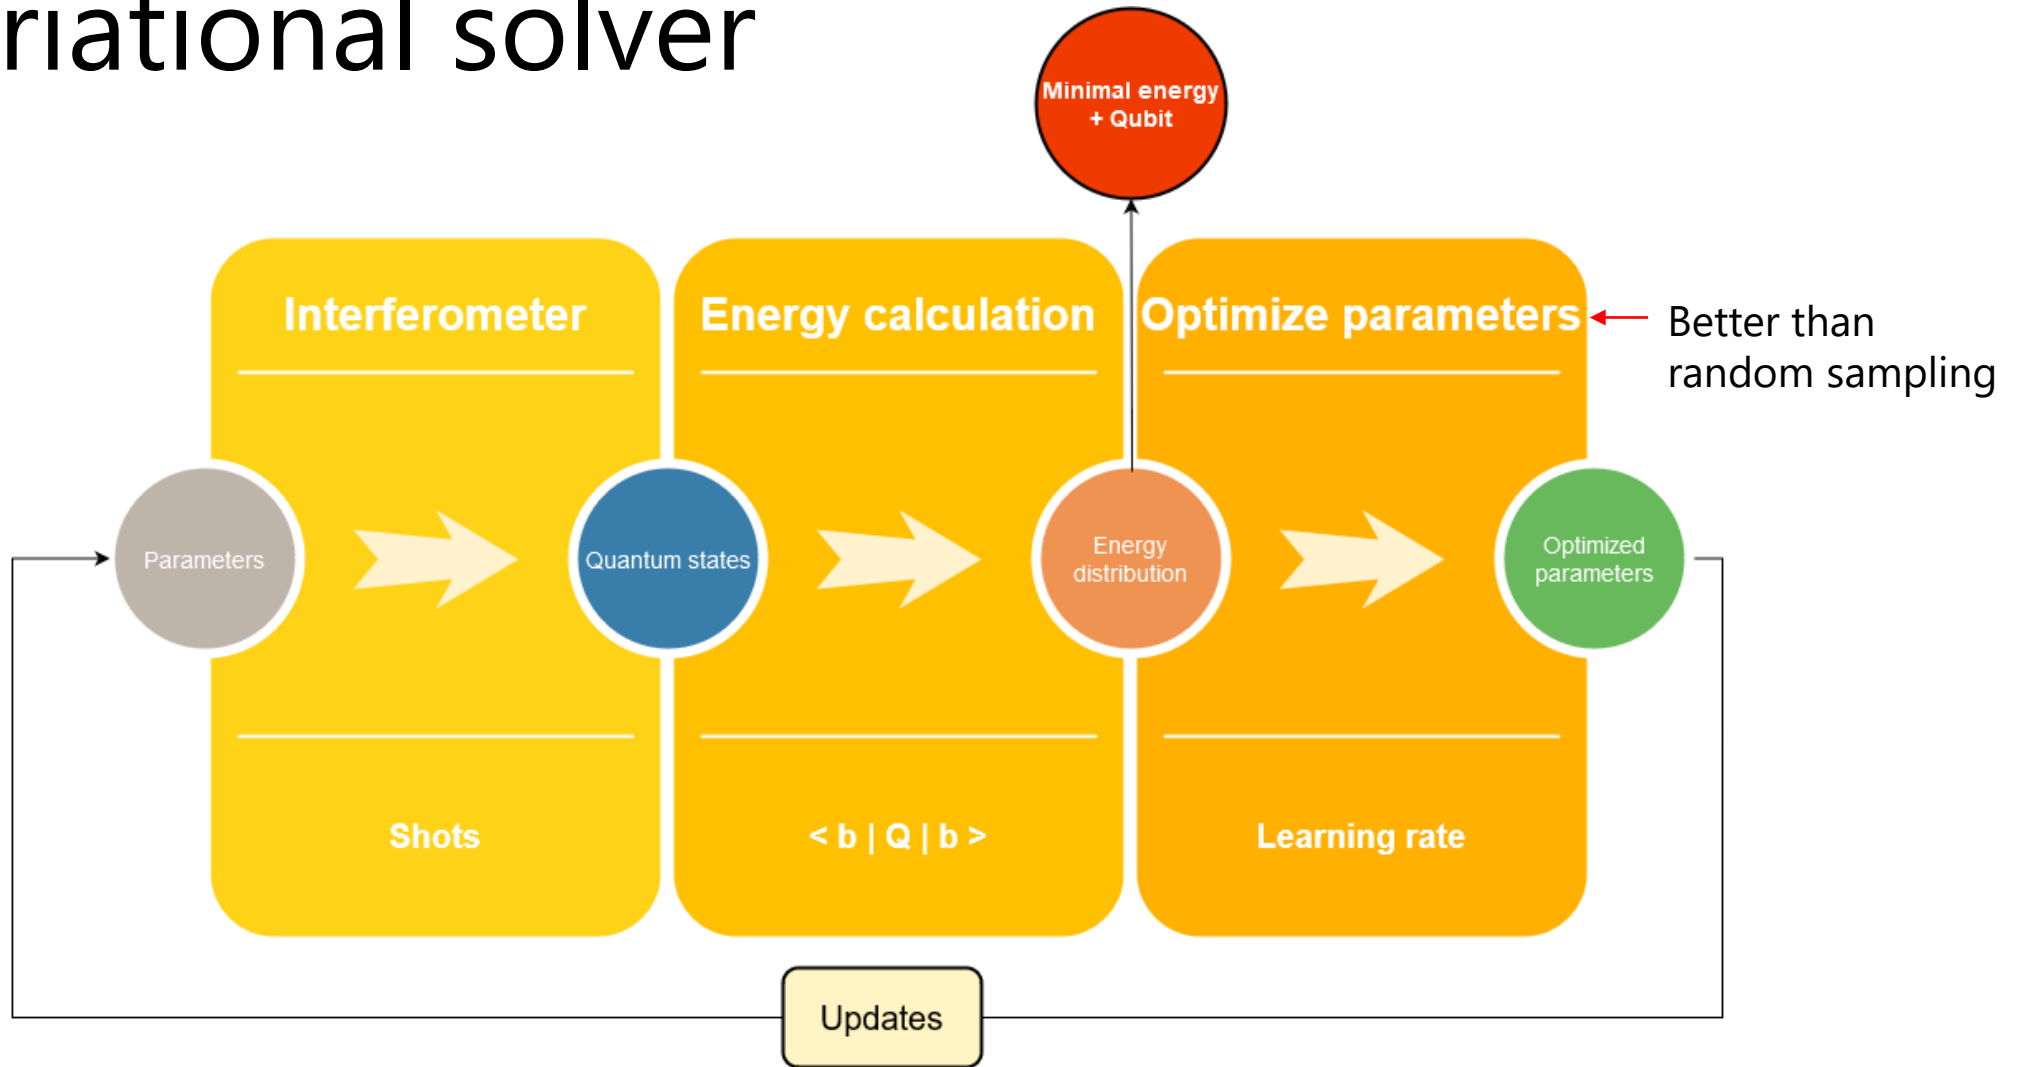 riational solver
Minimal energy
+ Qubit
Interferometer
Energy calculation
Optimize parameters
Better than
random sampling
Parameters
Quantum states
Energy
distribution
Optimized
parameters
Shots
< b | Q | b >
Learning rate
Updates